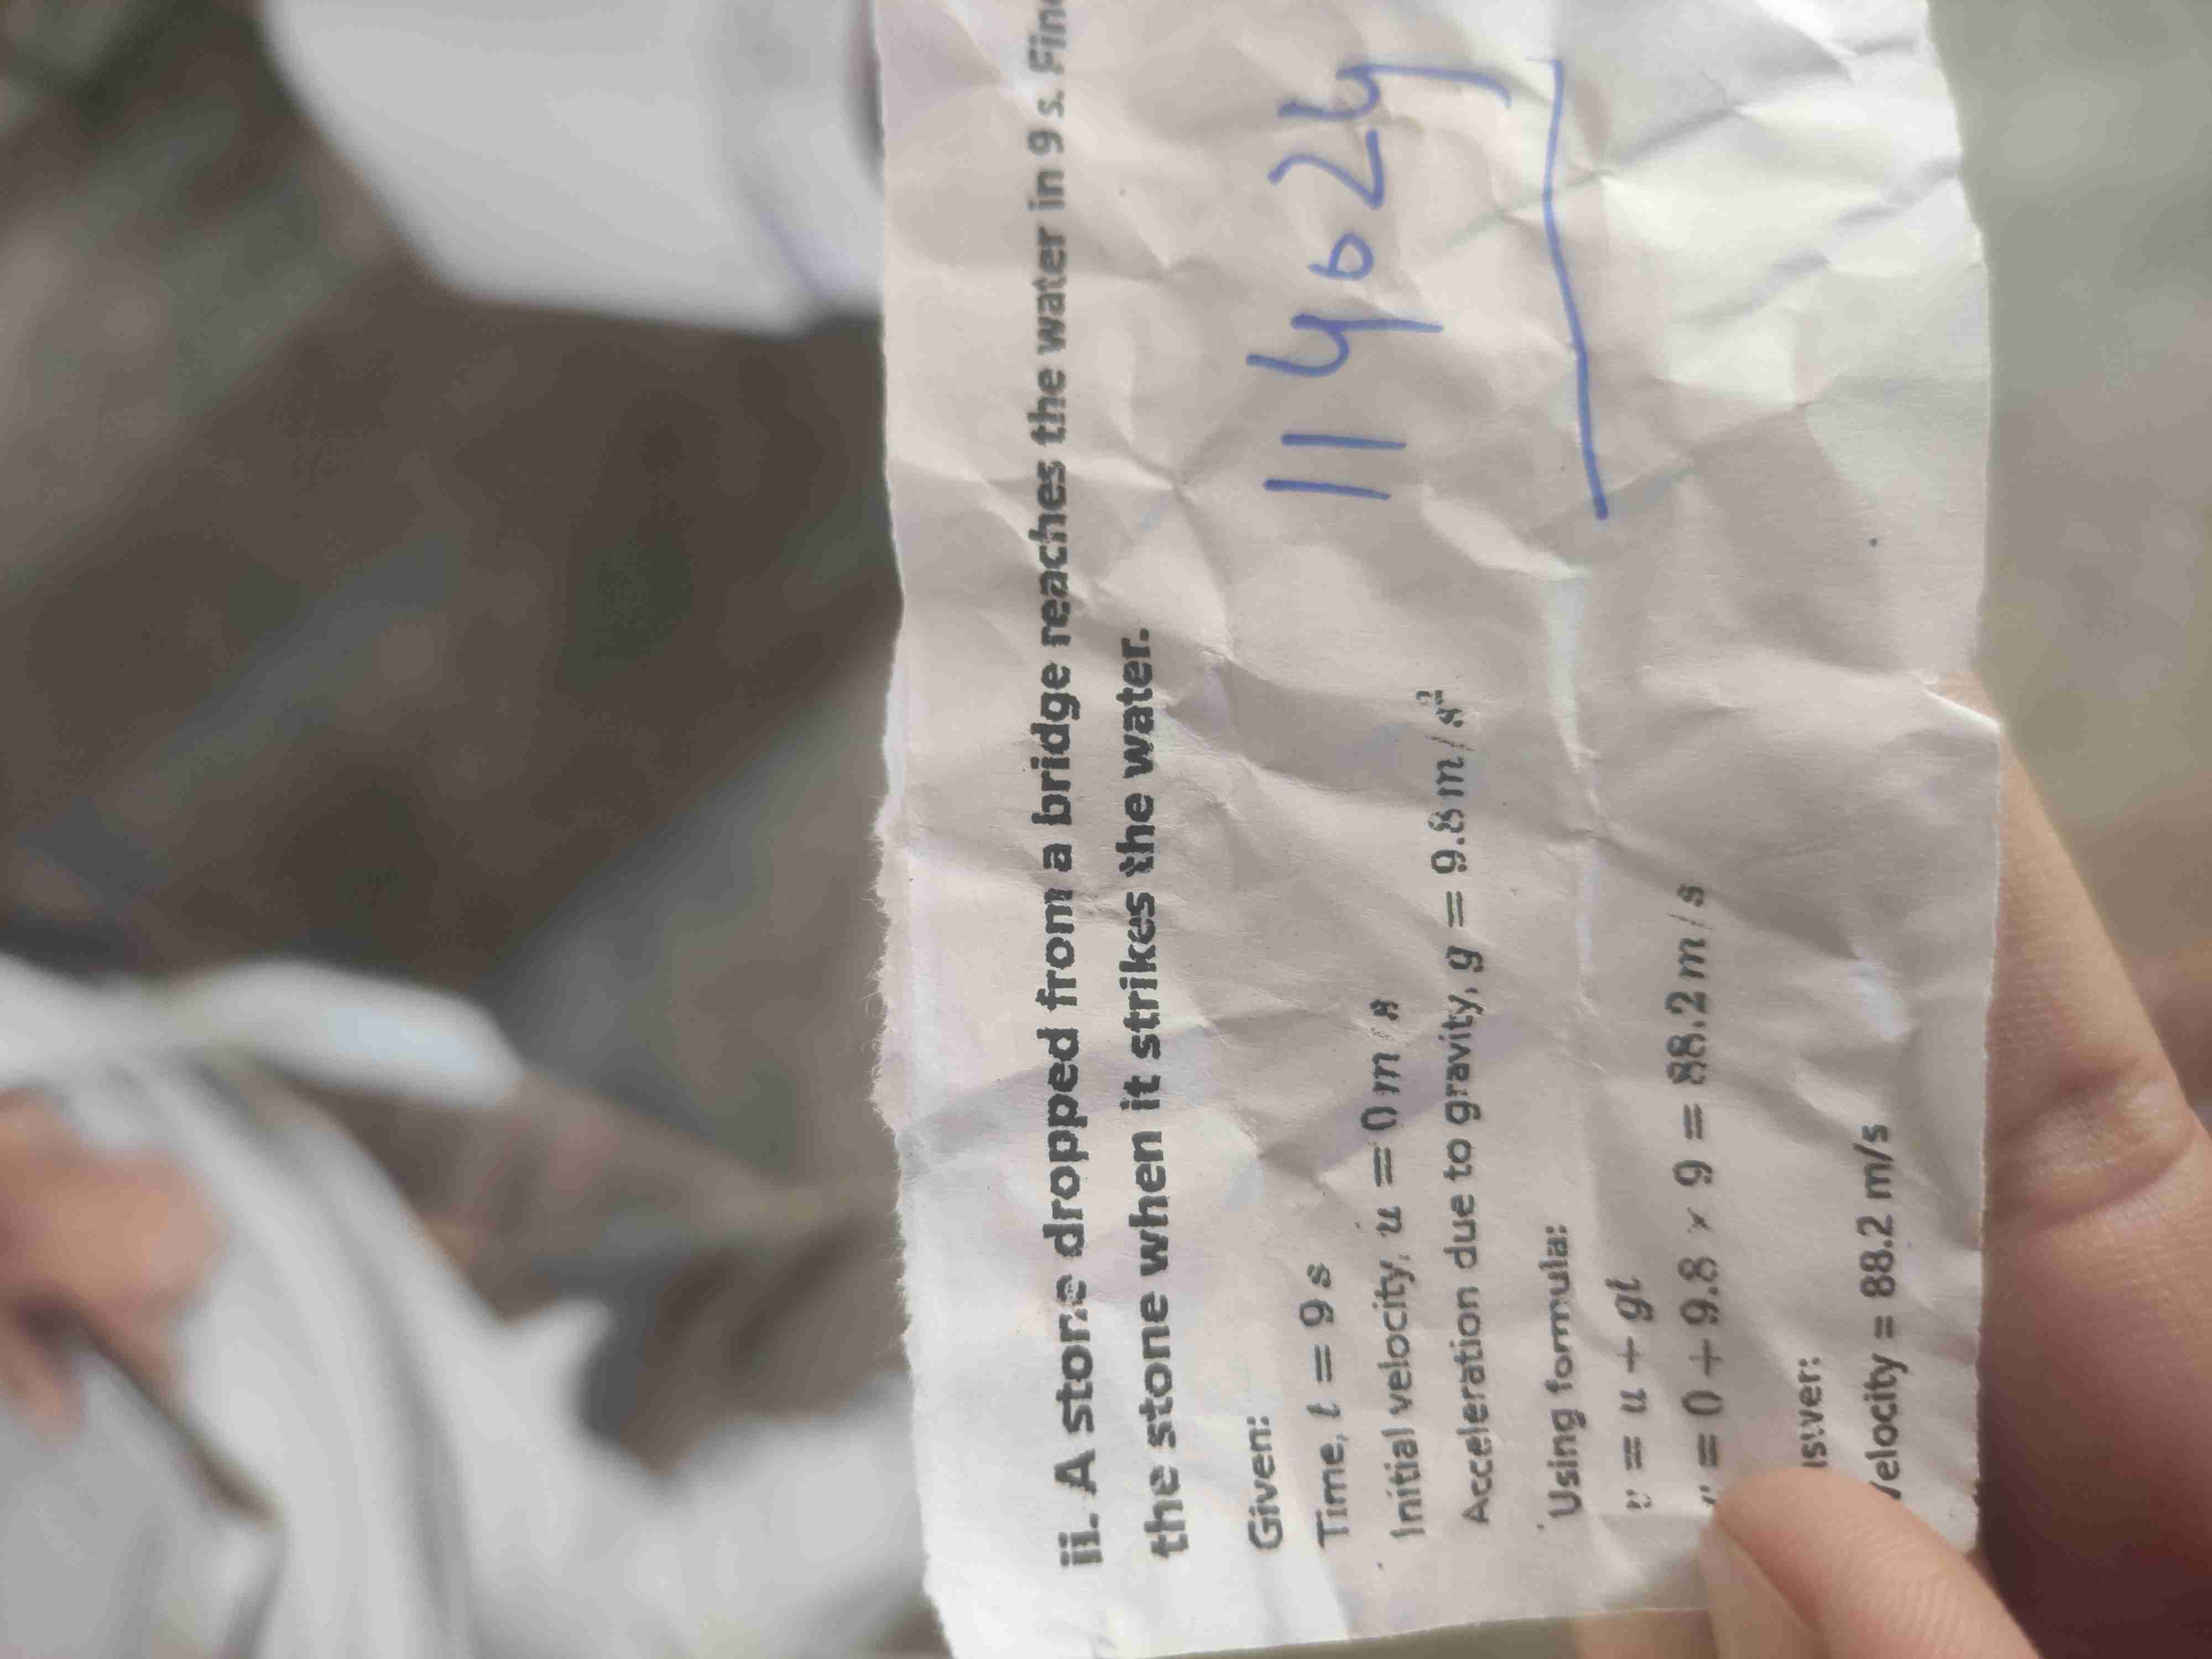 ii. A stone dropped from a bridge reaches the water in 9 s.
the stone when it strikes the water.
Given:
114624
Time, t = 9 s
Initial velocity, u = 0 m/s
Acceleration due to gravity, g = 9.8 m/s²
Using formula:
v = u + gt
= 0 + 9.8 × 9 = 88.2 m/s
elocity = 88.2 m/s